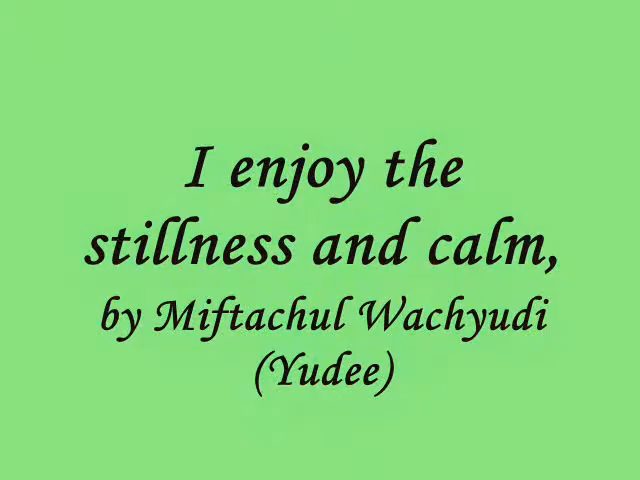 I enjoy the
stillness and calm,
by Miftachul Wachyudi
(Yudee)